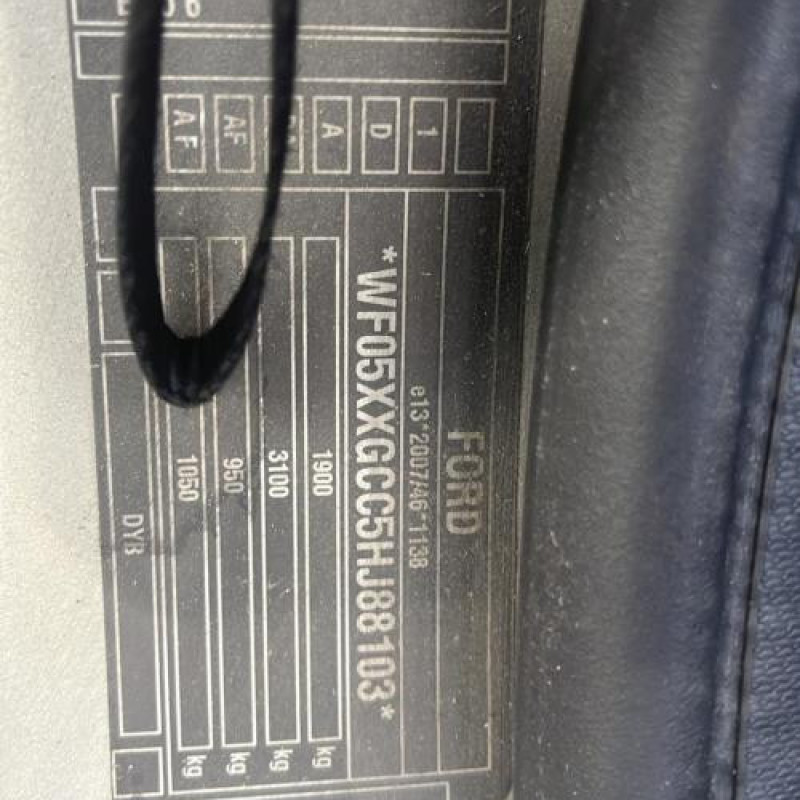 FORD
e13*2007/46*1138
*WF05XXGCC5HJ88103*
1900 kg
3100 kg
950 kg
1050 kg
DYB
1
D
A
AF
AF